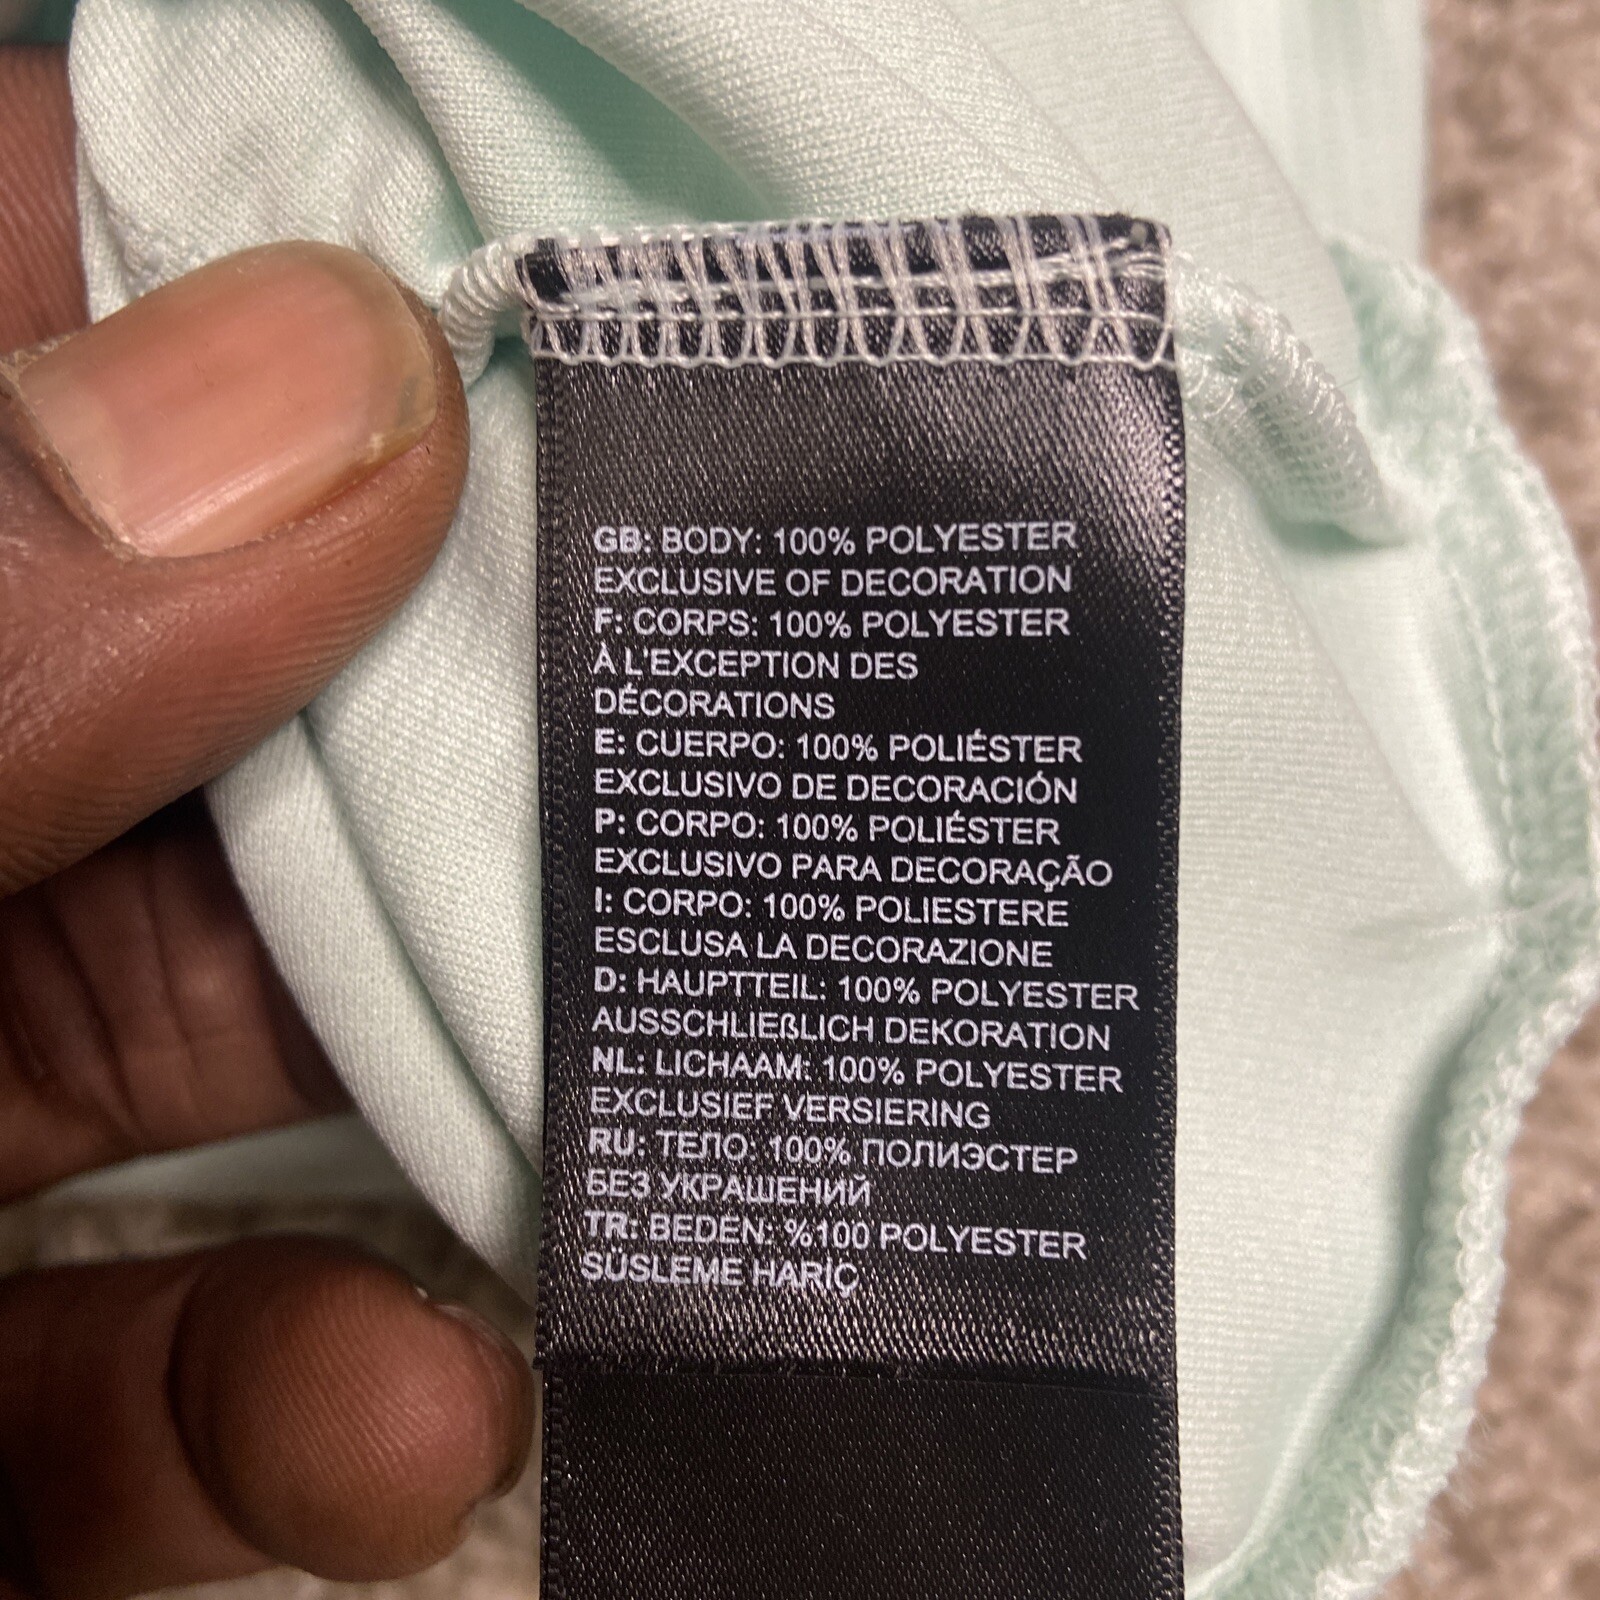 GB: BODY: 100% POLYESTER
EXCLUSIVE OF DECORATION
F: CORPS: 100% POLYESTER
À L'EXCEPTION DES
DÉCORATIONS
E: CUERPO: 100% POLIÉSTER
EXCLUSIVO DE DECORACIÓN
P: CORPO: 100% POLIÉSTER
EXCLUSIVO PARA DECORAÇÃO
I: CORPO: 100% POLIESTERE
ESCLUSA LA DECORAZIONE
D: HAUPTTEIL: 100% POLYESTER
AUSSCHLIEßLICH DEKORATION
NL: LICHAAM: 100% POLYESTER
EXCLUSIEF VERSIERING
RU: ТЕЛО: 100% ПОЛИЭСТЕР
БЕЗ УКРАШЕНИЙ
TR: BEDEN: %100 POLYESTER
SÜSLEME HARİÇ